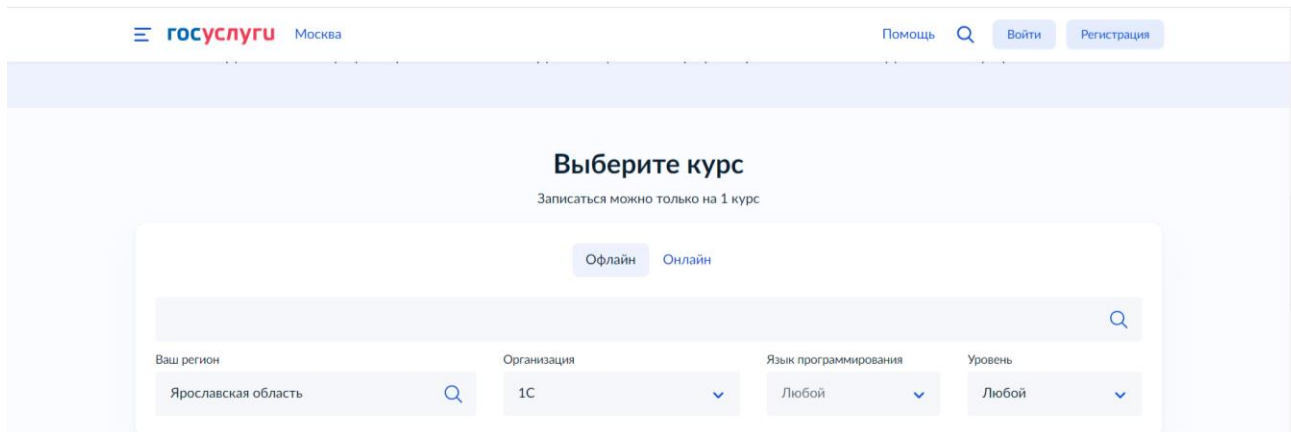 госуслуги Москва Помощь Войти Регистрация
Выберите курс
Записаться можно только на 1 курс
Офлайн Онлайн
Ваш регион Организация Язык программирования Уровень
Ярославская область 1С Любой Любой